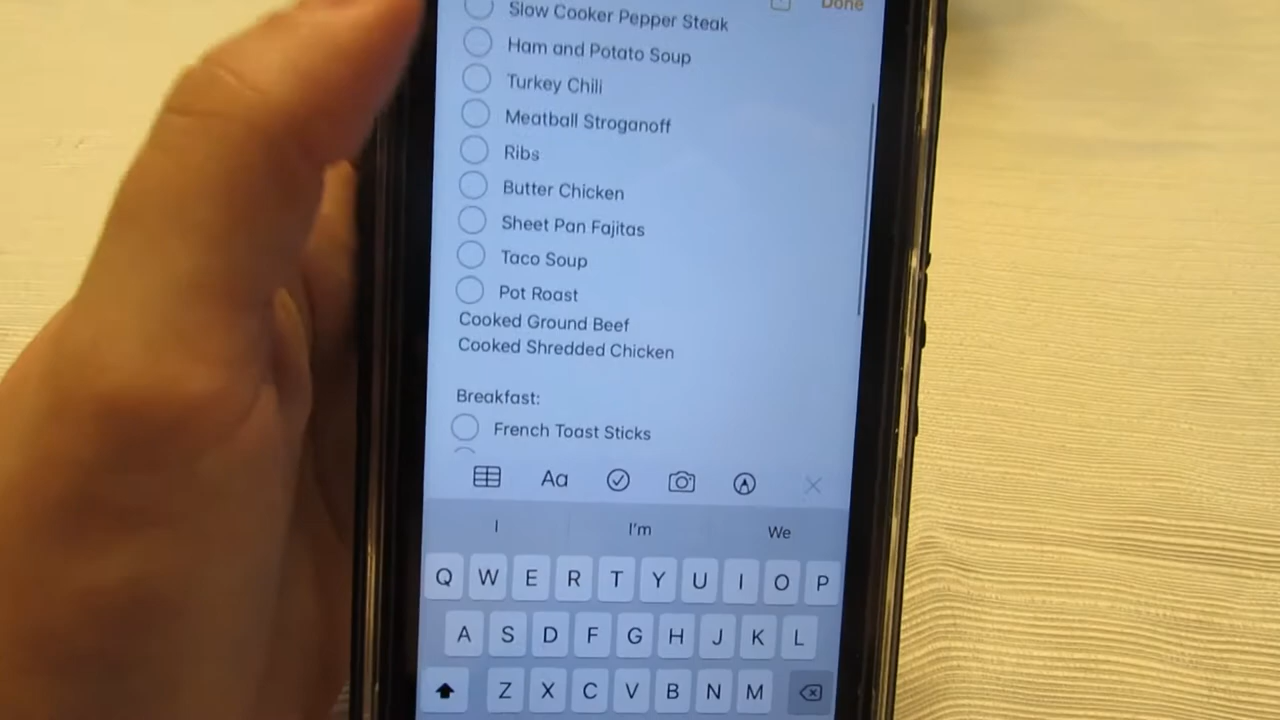 Done
Slow Cooker Pepper Steak
Ham and Potato Soup
Turkey Chili
Meatball Stroganoff
Ribs
Butter Chicken
Sheet Pan Fajitas
Taco Soup
Pot Roast
Cooked Ground Beef
Cooked Shredded Chicken
Breakfast:
French Toast Sticks
Aa
I I'm We
Q W E R T Y U I O P
A S D F G H J K L
Z X C V B N M